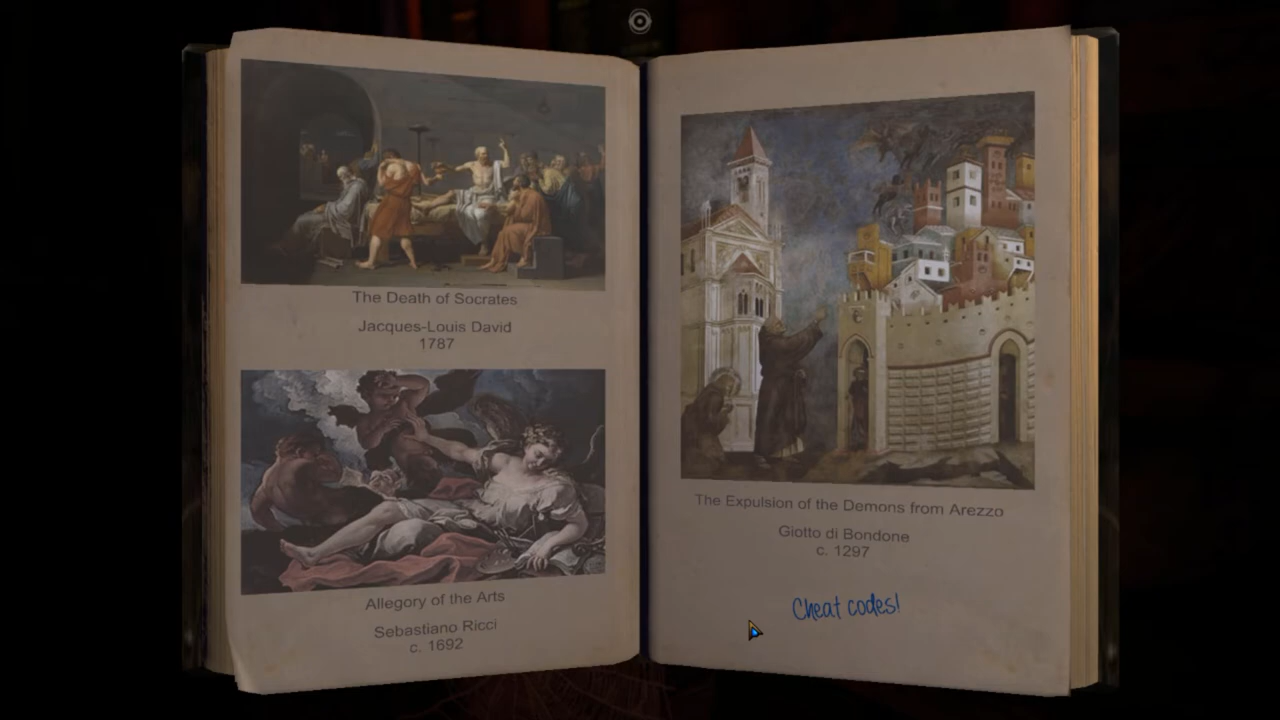 The Death of Socrates
Jacques-Louis David
1787
Allegory of the Arts
Sebastiano Ricci
c. 1692
The Expulsion of the Demons from Arezzo
Giotto di Bondone
c. 1297
Cheat codes!